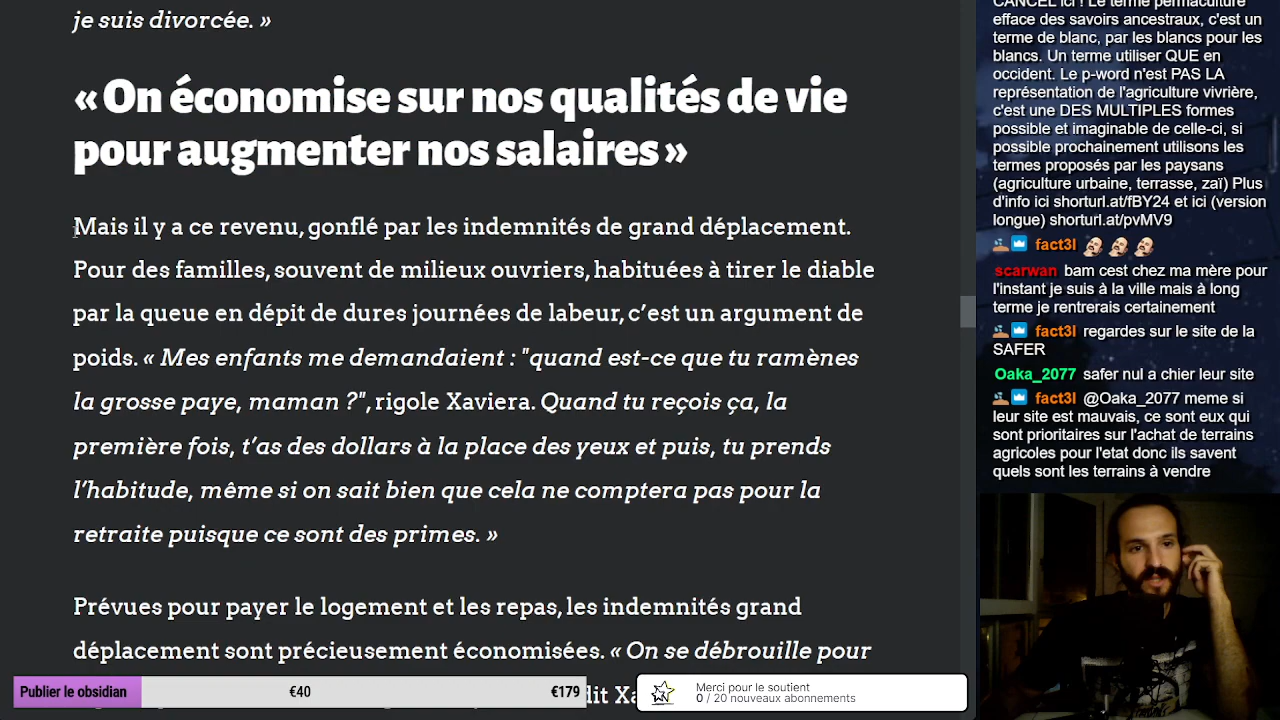 je suis divorcée. »
« On économise sur nos qualités de vie
pour augmenter nos salaires »
Mais il y a ce revenu, gonflé par les indemnités de grand déplacement.
Pour des familles, souvent de milieux ouvriers, habituées à tirer le diable
par la queue en dépit de dures journées de labeur, c’est un argument de
poids. « Mes enfants me demandaient : "quand est-ce que tu ramènes
la grosse paye, maman ?", rigole Xaviera. Quand tu reçois ça, la
première fois, t’as des dollars à la place des yeux et puis, tu prends
l’habitude, même si on sait bien que cela ne comptera pas pour la
retraite puisque ce sont des primes. »
Prévues pour payer le logement et les repas, les indemnités grand
déplacement sont précieusement économisées. « On se débrouille pour
dit Xa
Publier le obsidian €40 €179
Merci pour le soutient
0 / 20 nouveaux abonnements
CANCEL ici ! Le terme permaculture
efface des savoirs ancestraux, c'est un
terme de blanc, par les blancs pour les
blancs. Un terme utiliser QUE en
occident. Le p-word n'est PAS LA
représentation de l'agriculture vivrière,
c'est une DES MULTIPLES formes
possible et imaginable de celle-ci, si
possible prochainement utilisons les
termes proposés par les paysans
(agriculture urbaine, terrasse, zaï) Plus
d'info ici shorturl.at/fBY24 et ici (version
longue) shorturl.at/pvMV9
fact3l
scarwan bam cest chez ma mère pour
l'instant je suis à la ville mais à long
terme je rentrerais certainement
fact3l regardes sur le site de la
SAFER
Oaka_2077 safer nul a chier leur site
fact3l @Oaka_2077 meme si
leur site est mauvais, ce sont eux qui
sont prioritaires sur l'achat de terrains
agricoles pour l'etat donc ils savent
quels sont les terrains à vendre